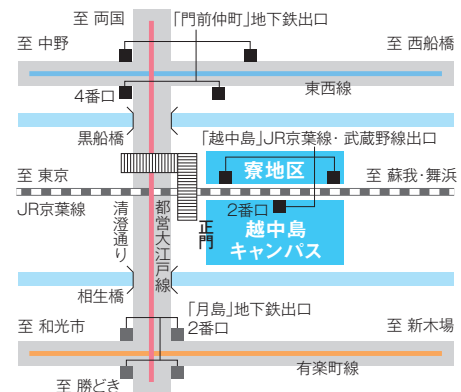 至 両国
「門前仲町」地下鉄出口
至 中野
至 西船橋
東西線
4番口
黒船橋
「越中島」JR京葉線・武蔵野線出口
寮地区
至 東京
至 蘇我・舞浜
JR京葉線
2番口
清澄通り
都営大江戸線
正門
越中島
キャンパス
相生橋
「月島」地下鉄出口
2番口
至 和光市
至 新木場
有楽町線
至 勝どき